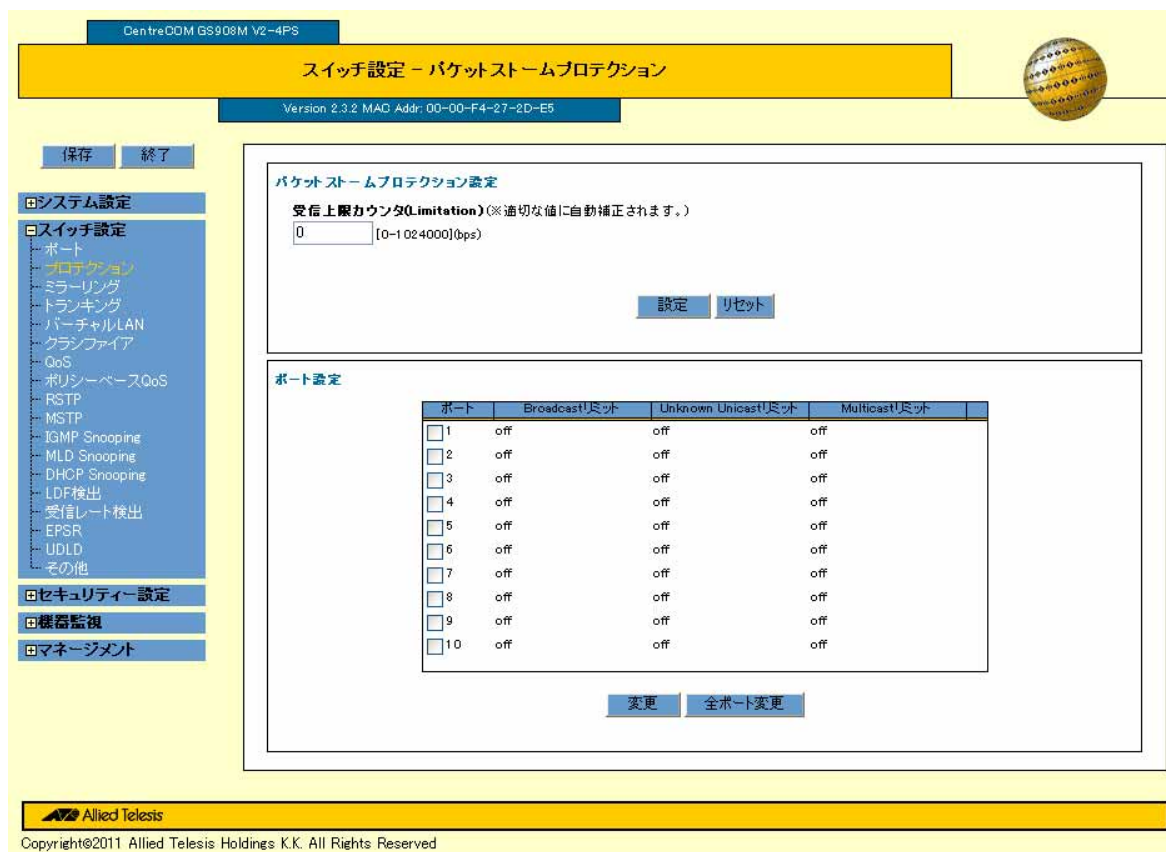 CentreCOM GS908M V2-4PS
スイッチ設定 - パケットストームプロテクション
Version 2.3.2 MAC Addr: 00-00-F4-27-2D-E5
保存 終了
システム設定
スイッチ設定
ポート
プロテクション
ミラーリング
トランキング
バーチャルLAN
クラシファイア
QoS
ポリシーベースQoS
RSTP
MSTP
IGMP Snooping
MLD Snooping
DHCP Snooping
LDF検出
受信レート検出
EPSR
UDLD
その他
セキュリティー設定
機器監視
マネージメント
パケットストームプロテクション設定
受信上限カウンタ(Limitation)(※適切な値に自動補正されます。)
0 [0-1024000](bps)
設定 リセット
ポート設定
ポート Broadcastリミット Unknown Unicastリミット Multicastリミット
1 off off off
2 off off off
3 off off off
4 off off off
5 off off off
6 off off off
7 off off off
8 off off off
9 off off off
10 off off off
変更 全ポート変更
Allied Telesis
Copyright©2011 Allied Telesis Holdings K.K. All Rights Reserved